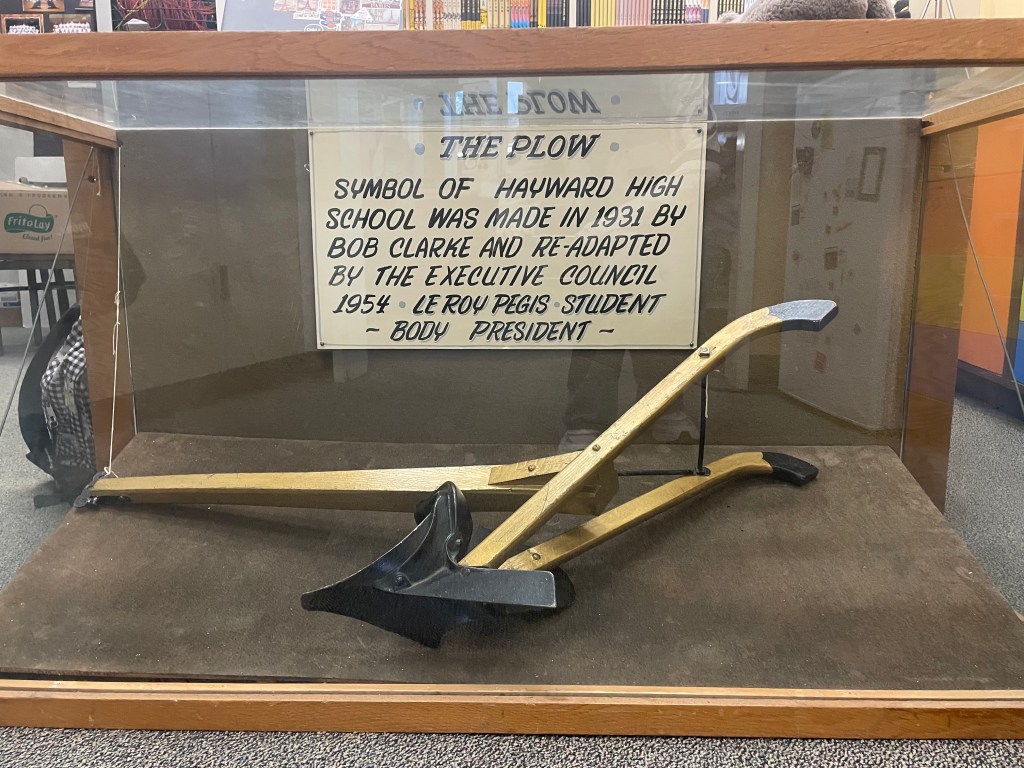 • THE PLOW •
SYMBOL OF HAYWARD HIGH
SCHOOL WAS MADE IN 1931 BY
BOB CLARKE AND RE-ADAPTED
BY THE EXECUTIVE COUNCIL
1954 • LE ROY PEGIS • STUDENT
~ BODY PRESIDENT ~
FritoLay